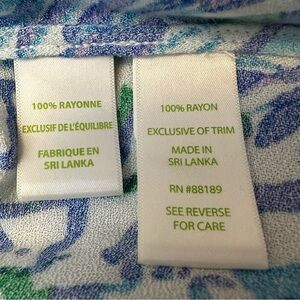 100% RAYONNE
EXCLUSIF DE L'ÉQUILIBRE
FABRIQUE EN
SRI LANKA
100% RAYON
EXCLUSIVE OF TRIM
MADE IN
SRI LANKA
RN #88189
SEE REVERSE
FOR CARE